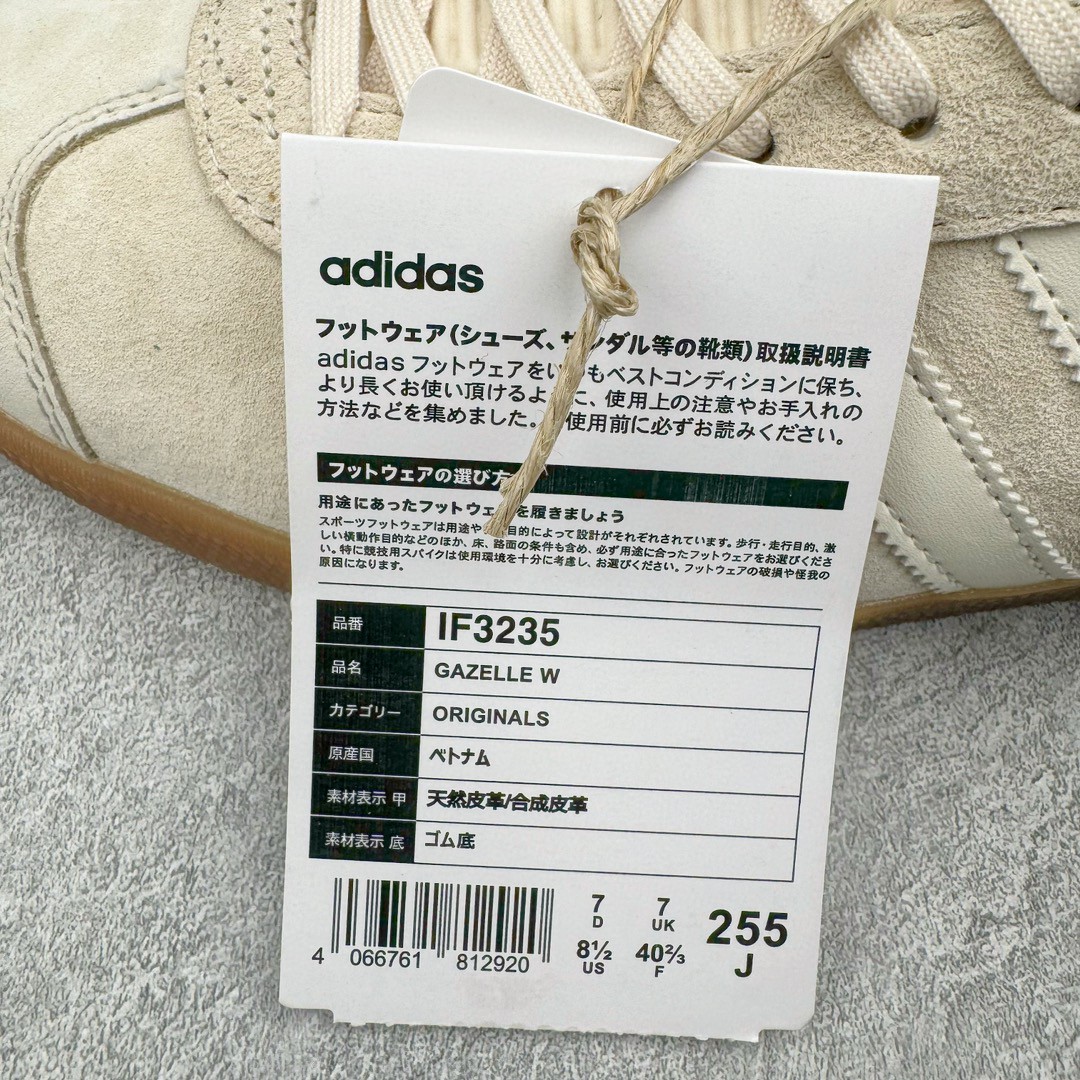 adidas
フットウェア(シューズ、サンダル等の靴類)取扱説明書
adidas フットウェアをいつもベストコンディションに保ち、
より長くお使い頂けるように、使用上の注意やお手入れの
方法などを集めました。 使用前に必ずお読みください。
フットウェアの選び方
用途にあったフットウェアを履きましょう
スポーツフットウェアは用途や 目的によって設計がそれぞれされています。歩行・走行目的、激
しい横動作目的などのほか、床、路面の条件も含め、必ず用途に合ったフットウェアをお選びくださ
い。特に競技用スパイクは使用環境を十分に考慮し、お選びください。フットウェアの破損や怪我の
原因になります。
品番 IF3235
品名 GAZELLE W
カテゴリー ORIGINALS
原産国 ベトナム
素材表示 甲 天然皮革/合成皮革
素材表示 底 ゴム底
4 066761 812920
7 D 7 UK
8½ US 40⅔ F
255 J